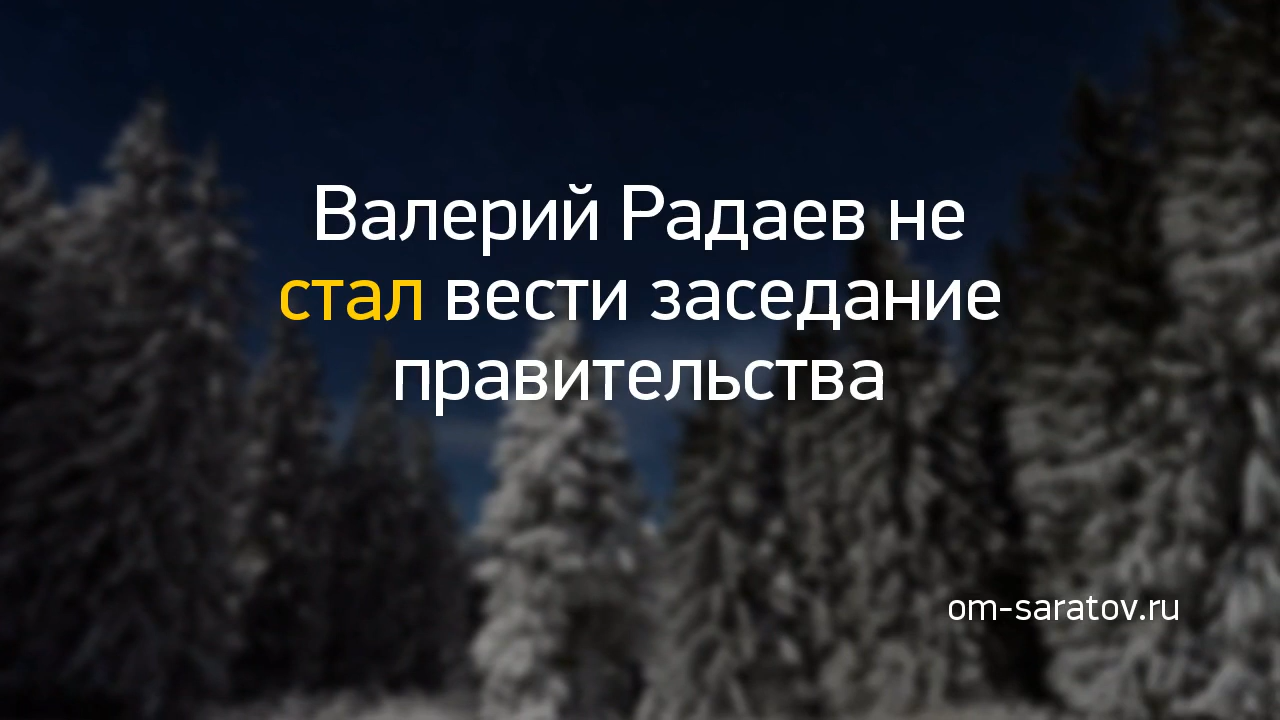 Валерий Радаев не
стал вести заседание
правительства
om-saratov.ru